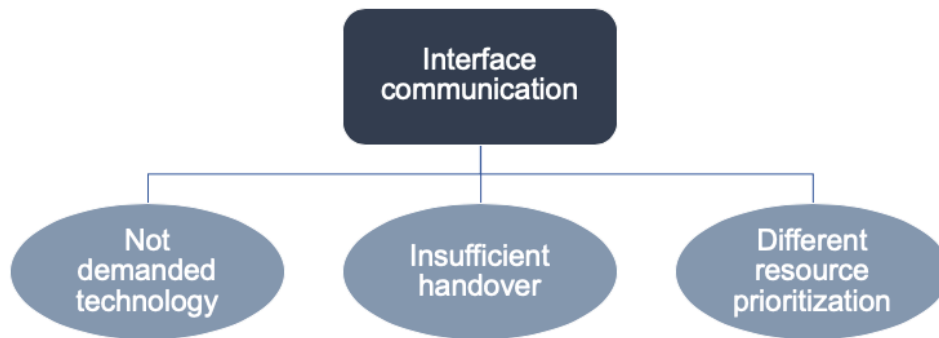 Interface
communication
Not
demanded
technology
Insufficient
handover
Different
resource
prioritization